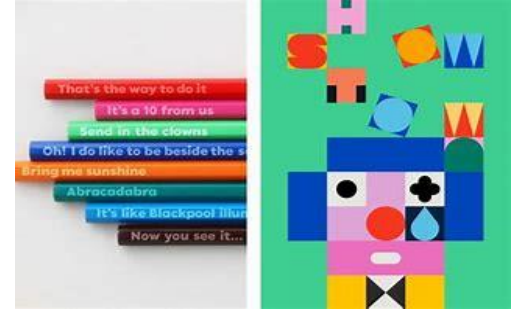 That's the way to do it
It's a 10 from us
Send in the clowns
Oh! I do like to be beside the s
Bring me sunshine
Abracadabra
It's like Blackpool illum
Now you see it...
H
S O W
T
O W